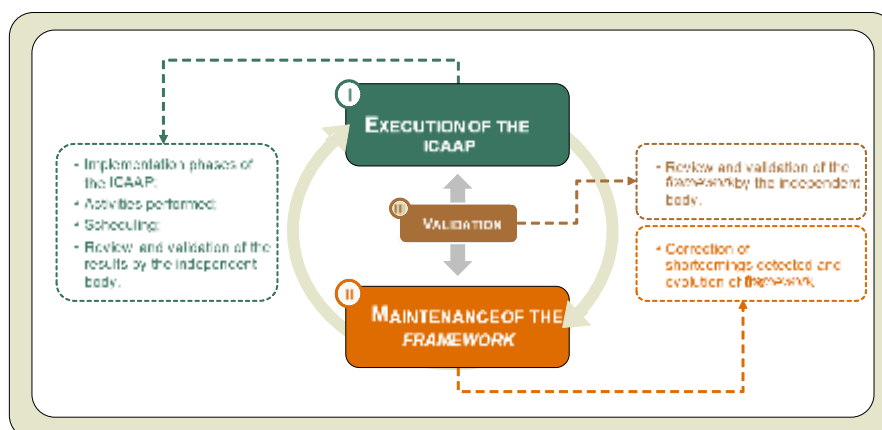 I
EXECUTION OF THE
ICAAP
• Implementation phases of
the ICAAP;
• Activities performed;
• Scheduling;
• Review and validation of the
results by the independent
body.
III
VALIDATION
• Review and validation of the
framework by the independent
body.
• Correction of
shortcomings detected and
evolution of framework
II
MAINTENANCE OF THE
FRAMEWORK